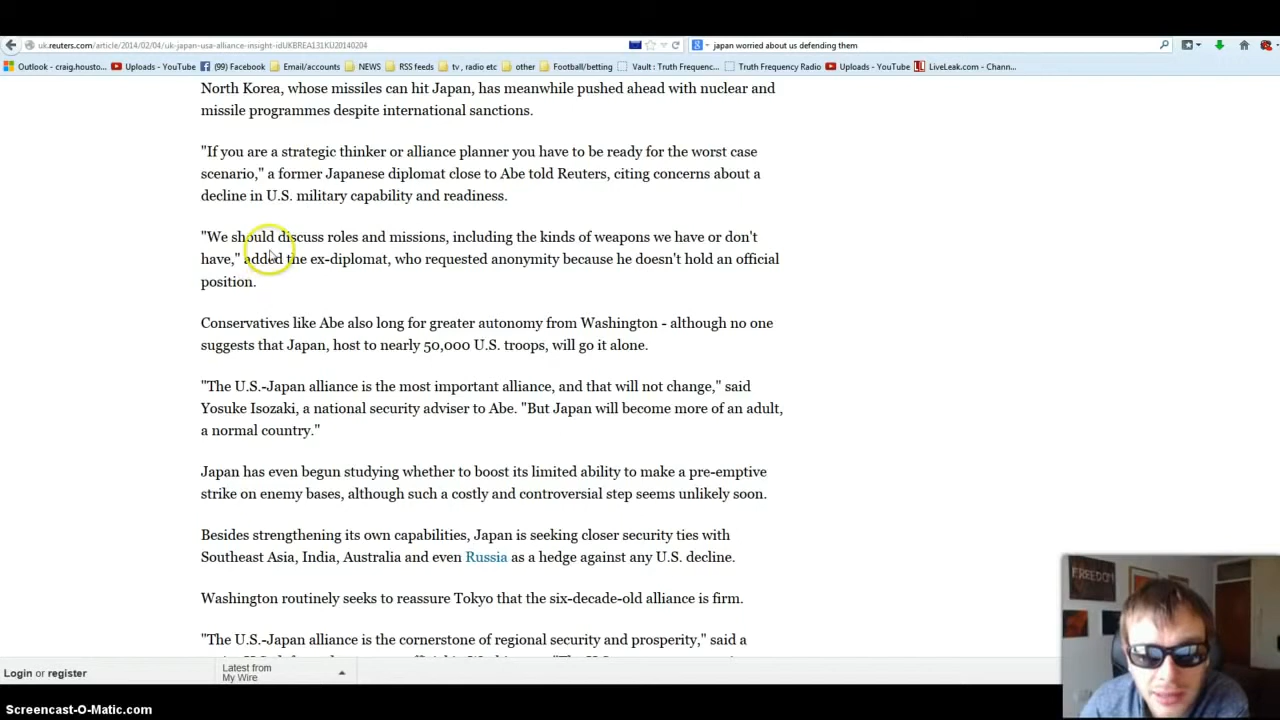 uk.reuters.com/article/2014/02/04/uk-japan-usa-alliance-insight-idUKBREA131KU20140204
japan worried about us defending them
Outlook - craig.housto...
Uploads - YouTube
(99) Facebook
Email/accounts
NEWS
RSS feeds
tv , radio etc
other
Football/betting
Vault : Truth Frequenc...
Truth Frequency Radio
Uploads - YouTube
LiveLeak.com - Chann...
North Korea, whose missiles can hit Japan, has meanwhile pushed ahead with nuclear and
missile programmes despite international sanctions.
"If you are a strategic thinker or alliance planner you have to be ready for the worst case
scenario," a former Japanese diplomat close to Abe told Reuters, citing concerns about a
decline in U.S. military capability and readiness.
"We should discuss roles and missions, including the kinds of weapons we have or don't
have," added the ex-diplomat, who requested anonymity because he doesn't hold an official
position.
Conservatives like Abe also long for greater autonomy from Washington - although no one
suggests that Japan, host to nearly 50,000 U.S. troops, will go it alone.
"The U.S.-Japan alliance is the most important alliance, and that will not change," said
Yosuke Isozaki, a national security adviser to Abe. "But Japan will become more of an adult,
a normal country."
Japan has even begun studying whether to boost its limited ability to make a pre-emptive
strike on enemy bases, although such a costly and controversial step seems unlikely soon.
Besides strengthening its own capabilities, Japan is seeking closer security ties with
Southeast Asia, India, Australia and even Russia as a hedge against any U.S. decline.
Washington routinely seeks to reassure Tokyo that the six-decade-old alliance is firm.
"The U.S.-Japan alliance is the cornerstone of regional security and prosperity," said a
Login or register
Latest from
My Wire
FREEDOM
Screencast-O-Matic.com